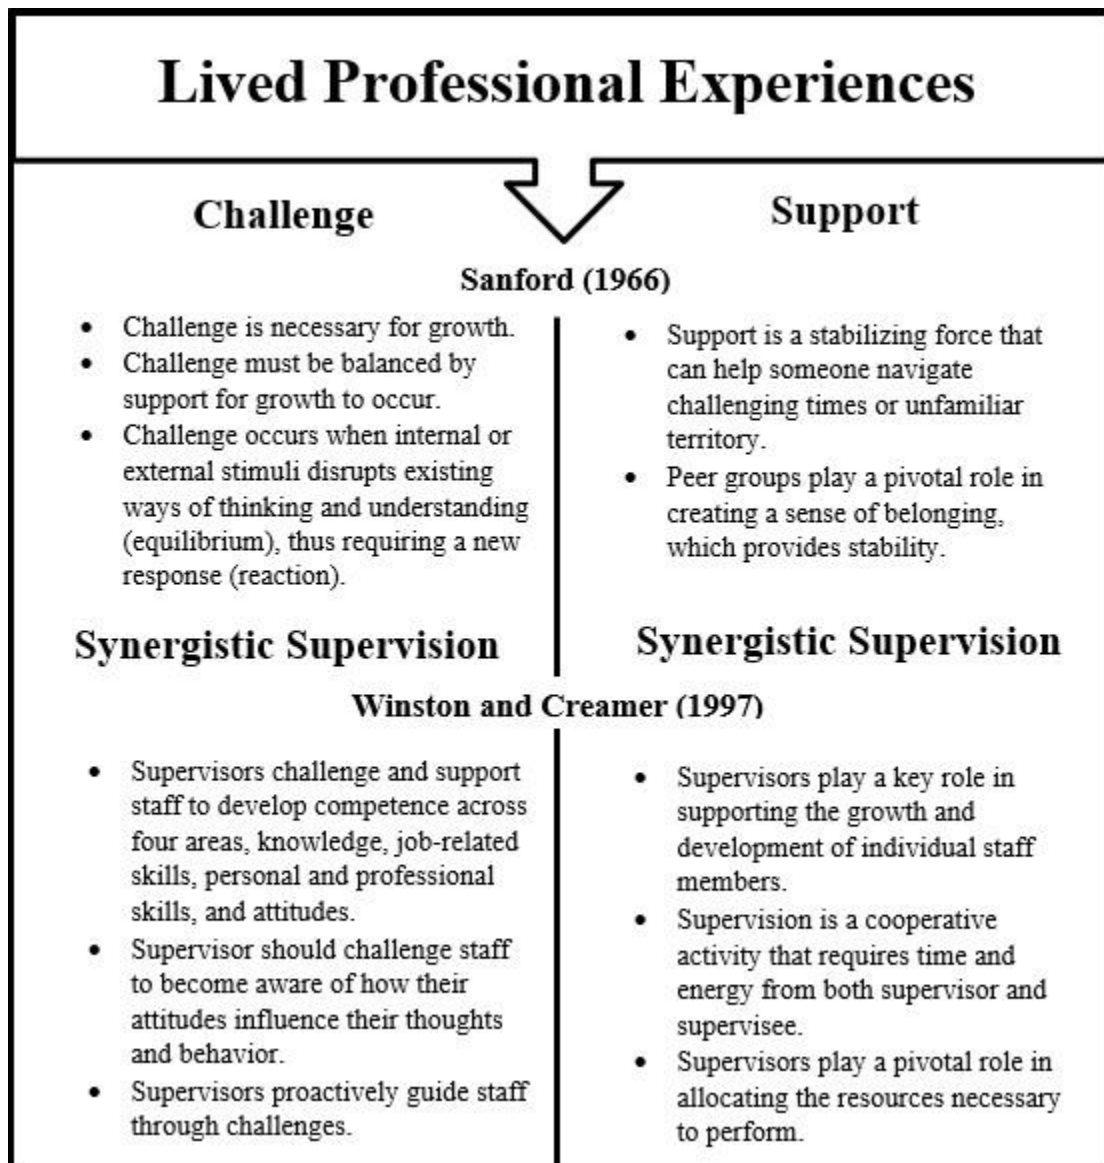 Lived Professional Experiences
Challenge
Support
Sanford (1966)
• Challenge is necessary for growth.
• Challenge must be balanced by
support for growth to occur.
• Challenge occurs when internal or
external stimuli disrupts existing
ways of thinking and understanding
(equilibrium), thus requiring a new
response (reaction).
• Support is a stabilizing force that
can help someone navigate
challenging times or unfamiliar
territory.
• Peer groups play a pivotal role in
creating a sense of belonging,
which provides stability.
Synergistic Supervision
Synergistic Supervision
Winston and Creamer (1997)
• Supervisors challenge and support
staff to develop competence across
four areas, knowledge, job-related
skills, personal and professional
skills, and attitudes.
• Supervisor should challenge staff
to become aware of how their
attitudes influence their thoughts
and behavior.
• Supervisors proactively guide staff
through challenges.
• Supervisors play a key role in
supporting the growth and
development of individual staff
members.
• Supervision is a cooperative
activity that requires time and
energy from both supervisor and
supervisee.
• Supervisors play a pivotal role in
allocating the resources necessary
to perform.